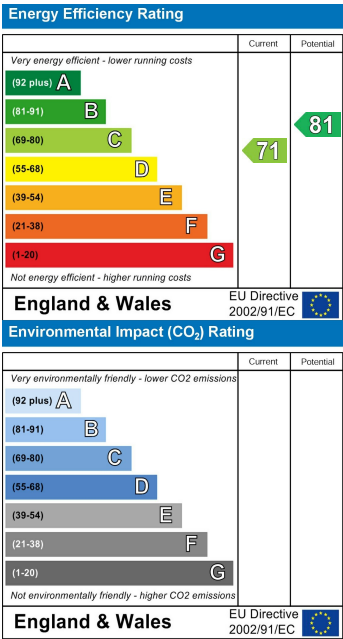 Energy Efficiency Rating
Current Potential
Very energy efficient - lower running costs
(92 plus) A
(81-91) B
(69-80) C
(55-68) D
(39-54) E
(21-38) F
(1-20) G
71
81
Not energy efficient - higher running costs
England & Wales
EU Directive
2002/91/EC
Environmental Impact (CO₂) Rating
Current Potential
Very environmentally friendly - lower CO2 emissions
(92 plus) A
(81-91) B
(69-80) C
(55-68) D
(39-54) E
(21-38) F
(1-20) G
Not environmentally friendly - higher CO2 emissions
England & Wales
EU Directive
2002/91/EC